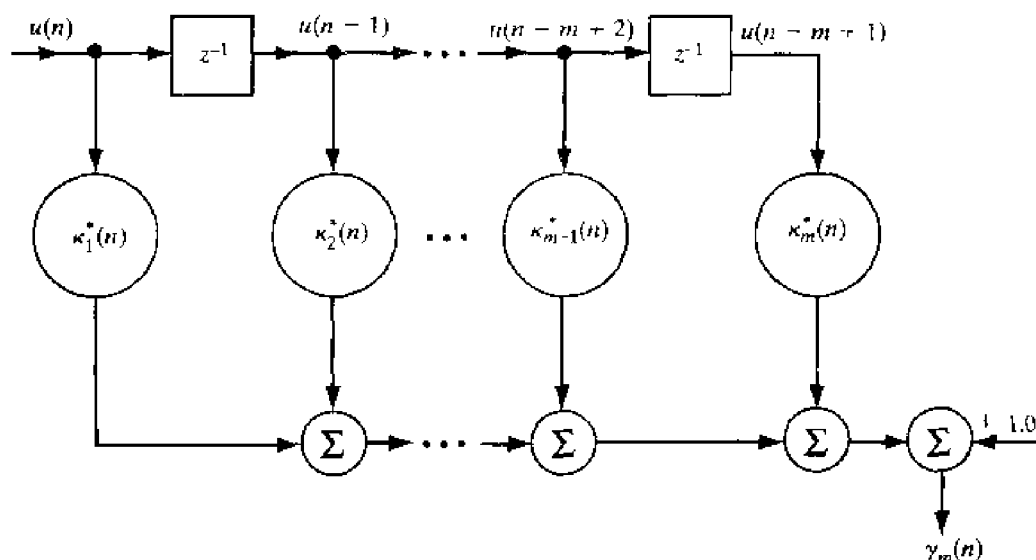 u(n) z⁻¹ u(n − 1) • • • u(n − m + 2) z⁻¹ u(n − m + 1)
κ₁*(n) κ₂*(n) • • • κₘ₋₁*(n) κₘ*(n)
Σ • • • Σ Σ Σ + 1.0
γₘ(n)